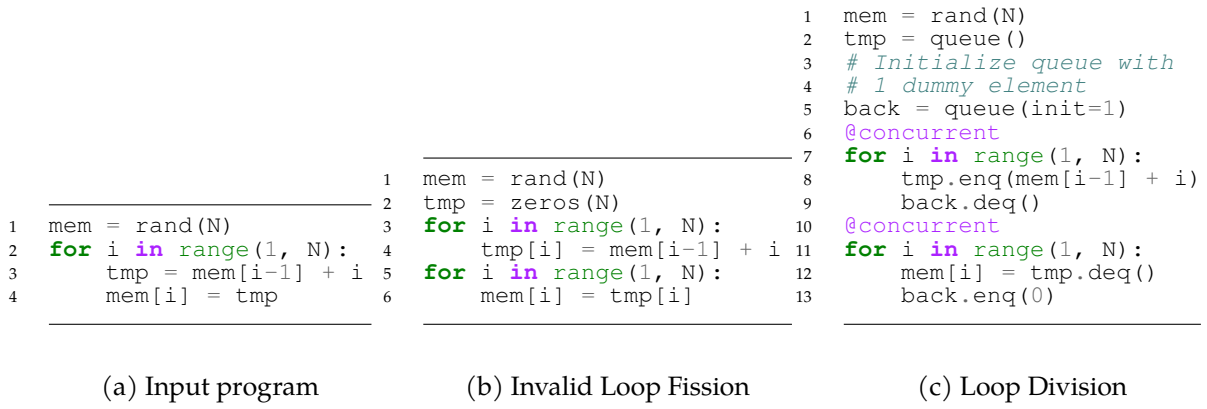 1 mem = rand(N)
2 for i in range(1, N):
3     tmp = mem[i-1] + i
4     mem[i] = tmp
(a) Input program
1 mem = rand(N)
2 tmp = zeros(N)
3 for i in range(1, N):
4     tmp[i] = mem[i-1] + i
5 for i in range(1, N):
6     mem[i] = tmp[i]
(b) Invalid Loop Fission
1 mem = rand(N)
2 tmp = queue()
3 # Initialize queue with
4 # 1 dummy element
5 back = queue(init=1)
6 @concurrent
7 for i in range(1, N):
8     tmp.enq(mem[i-1] + i)
9     back.deq()
10 @concurrent
11 for i in range(1, N):
12     mem[i] = tmp.deq()
13     back.enq(0)
(c) Loop Division